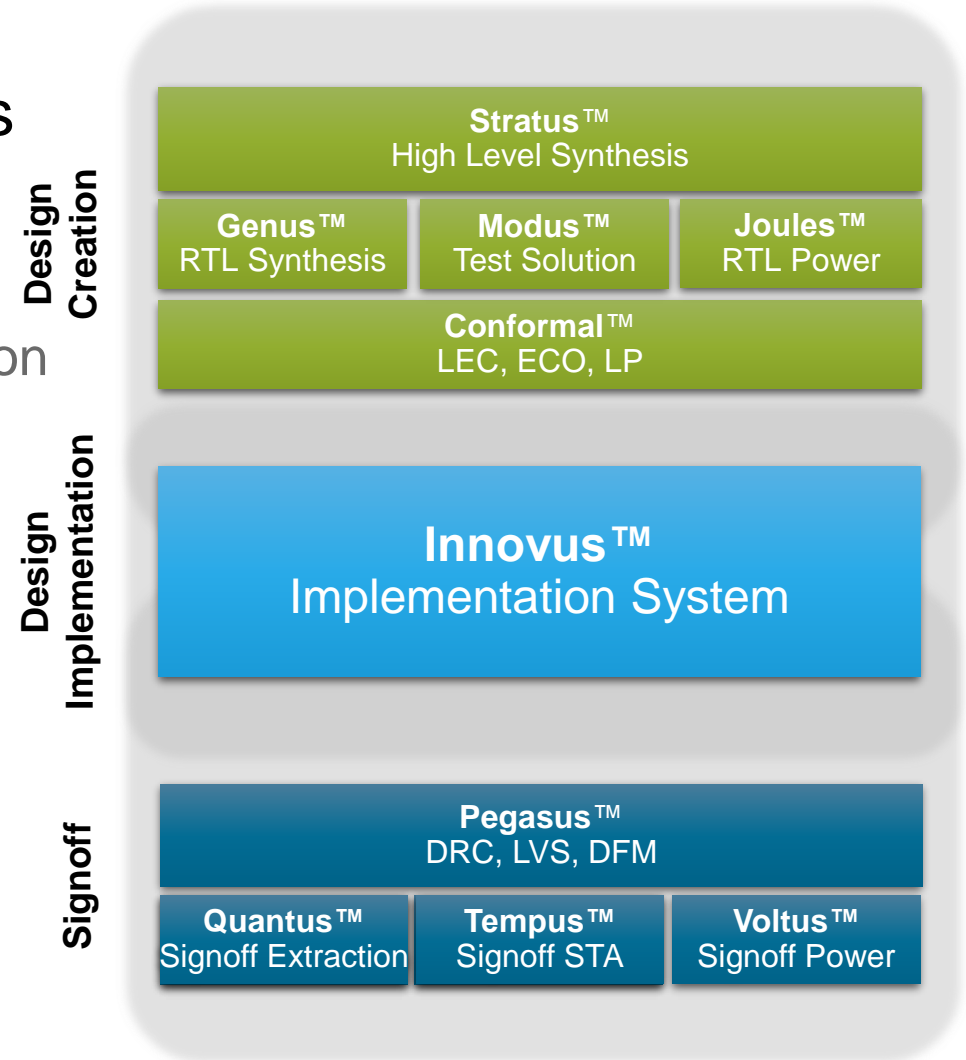 s
on
Design
Creation
Stratus™
High Level Synthesis
Genus™
RTL Synthesis
Modus™
Test Solution
Joules™
RTL Power
Conformal™
LEC, ECO, LP
Design
Implementation
Innovus™
Implementation System
Signoff
Pegasus™
DRC, LVS, DFM
Quantus™
Signoff Extraction
Tempus™
Signoff STA
Voltus™
Signoff Power